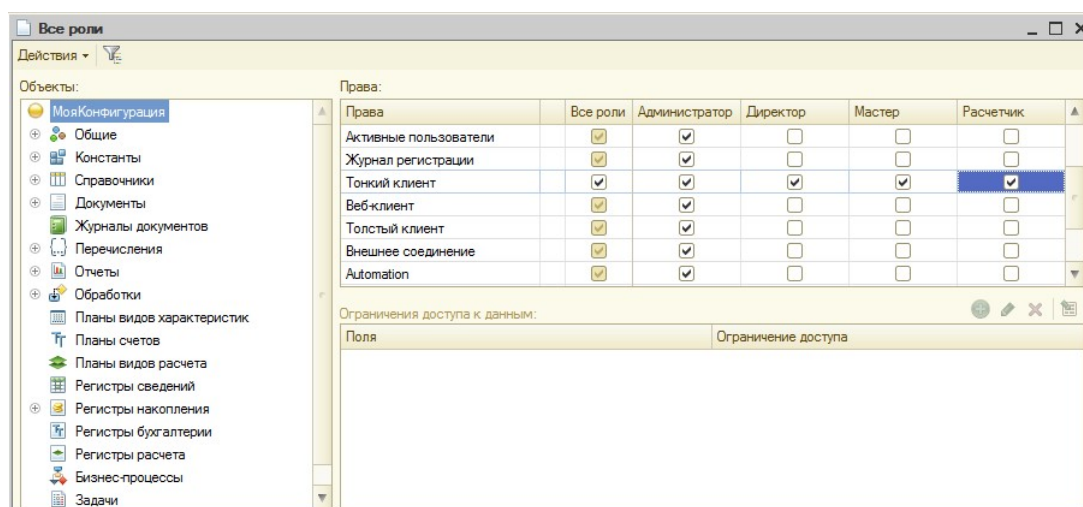 Все роли
Действия
Объекты:
МояКонфигурация
Общие
Константы
Справочники
Документы
Журналы документов
Перечисления
Отчеты
Обработки
Планы видов характеристик
Планы счетов
Планы видов расчета
Регистры сведений
Регистры накопления
Регистры бухгалтерии
Регистры расчета
Бизнес-процессы
Задачи
Права:
Права Все роли Администратор Директор Мастер Расчетчик
Активные пользователи
Журнал регистрации
Тонкий клиент
Веб-клиент
Толстый клиент
Внешнее соединение
Automation
Ограничения доступа к данным:
Поля Ограничение доступа